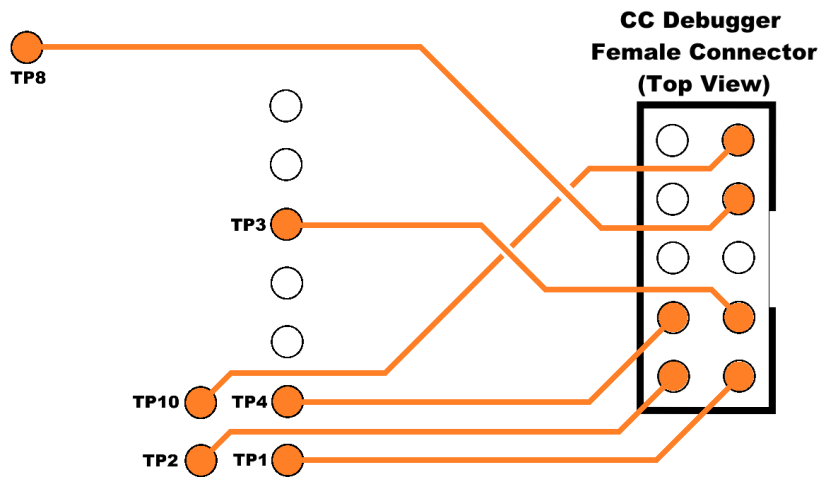 CC Debugger
Female Connector
(Top View)
TP8
TP3
TP10
TP4
TP2
TP1